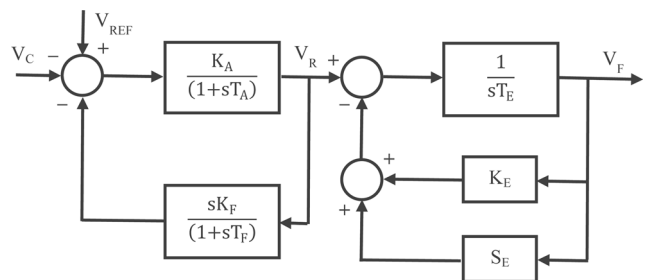 V_REF
V_C
−
+
−
K_A
(1+sT_A)
V_R
+
−
1
sT_E
V_F
+
K_E
+
S_E
sK_F
(1+sT_F)